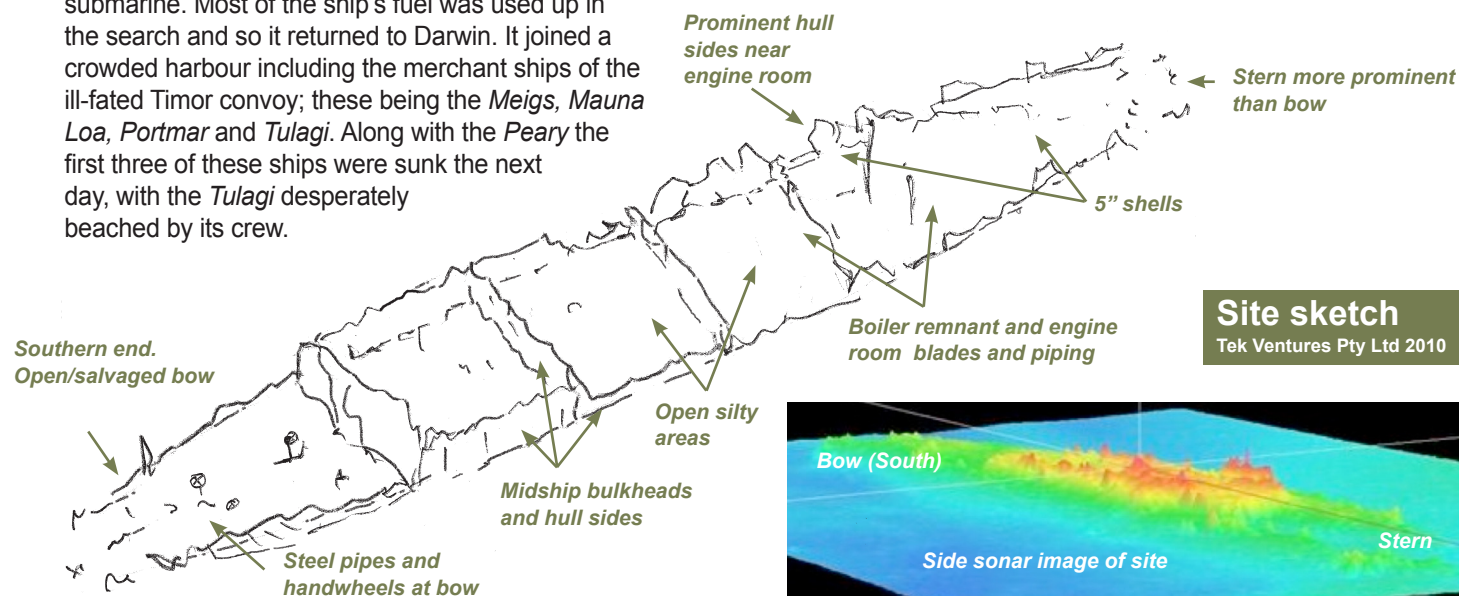 submarine. Most of the ship's fuel was used up in
the search and so it returned to Darwin. It joined a
crowded harbour including the merchant ships of the
ill-fated Timor convoy; these being the Meigs, Mauna
Loa, Portmar and Tulagi. Along with the Peary the
first three of these ships were sunk the next
day, with the Tulagi desperately
beached by its crew.
Prominent hull
sides near
engine room
Stern more prominent
than bow
5” shells
Boiler remnant and engine
room blades and piping
Site sketch
Tek Ventures Pty Ltd 2010
Southern end.
Open/salvaged bow
Open silty
areas
Midship bulkheads
and hull sides
Steel pipes and
handwheels at bow
Bow (South)
Stern
Side sonar image of site